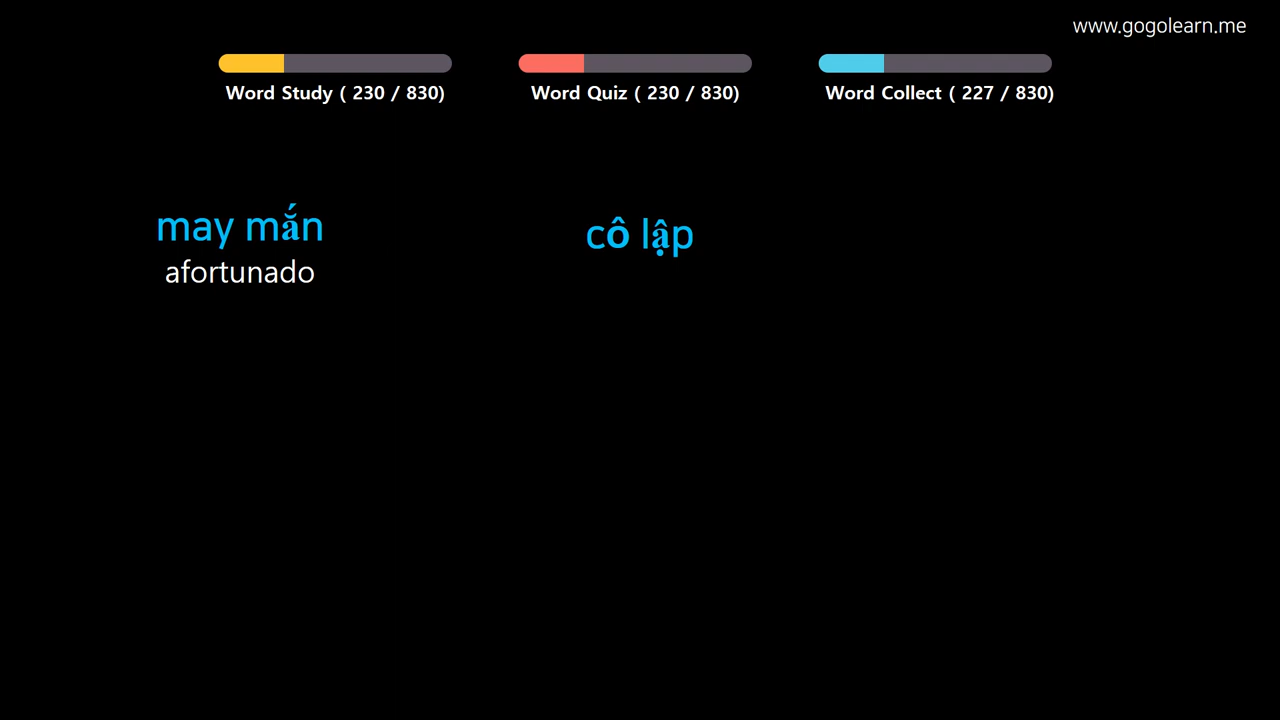 www.gogolearn.me
Word Study ( 230 / 830)
Word Quiz ( 230 / 830)
Word Collect ( 227 / 830)
may mắn
afortunado
cô lập